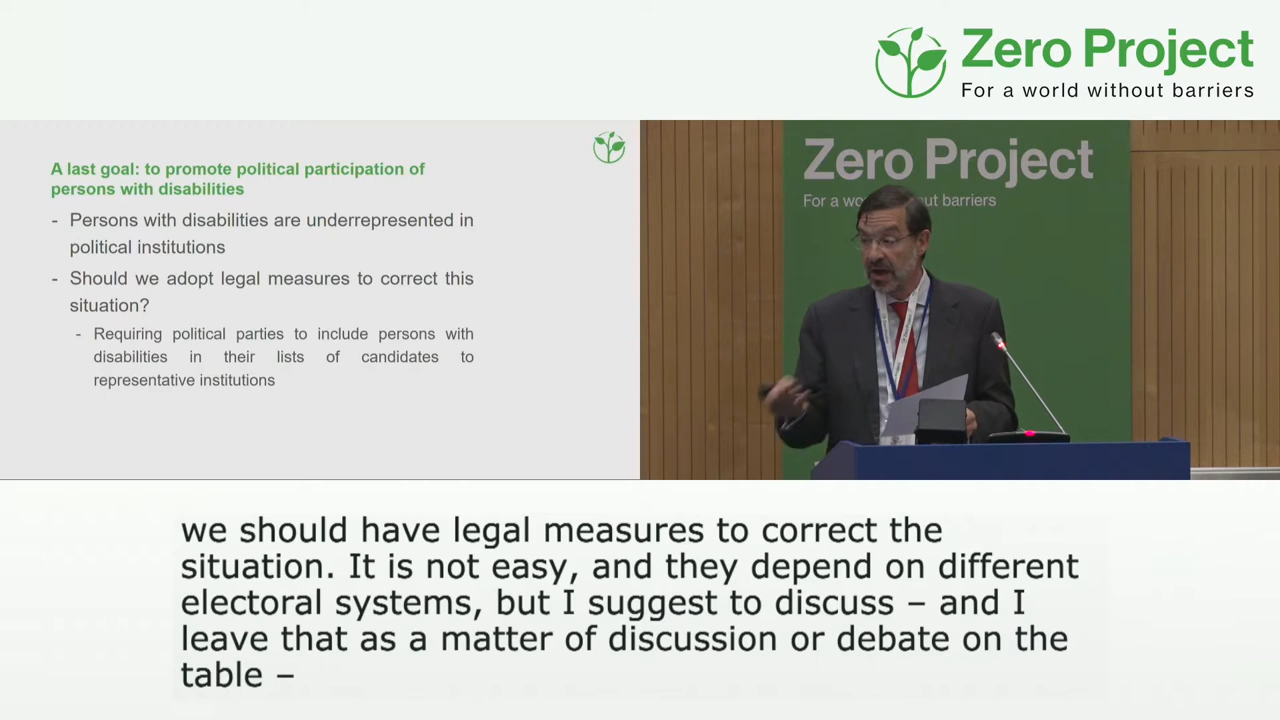 Zero Project
For a world without barriers
A last goal: to promote political participation of
persons with disabilities
- Persons with disabilities are underrepresented in
political institutions
- Should we adopt legal measures to correct this
situation?
- Requiring political parties to include persons with
disabilities in their lists of candidates to
representative institutions
Zero Project
For a wo ut barriers
we should have legal measures to correct the
situation. It is not easy, and they depend on different
electoral systems, but I suggest to discuss – and I
leave that as a matter of discussion or debate on the
table –